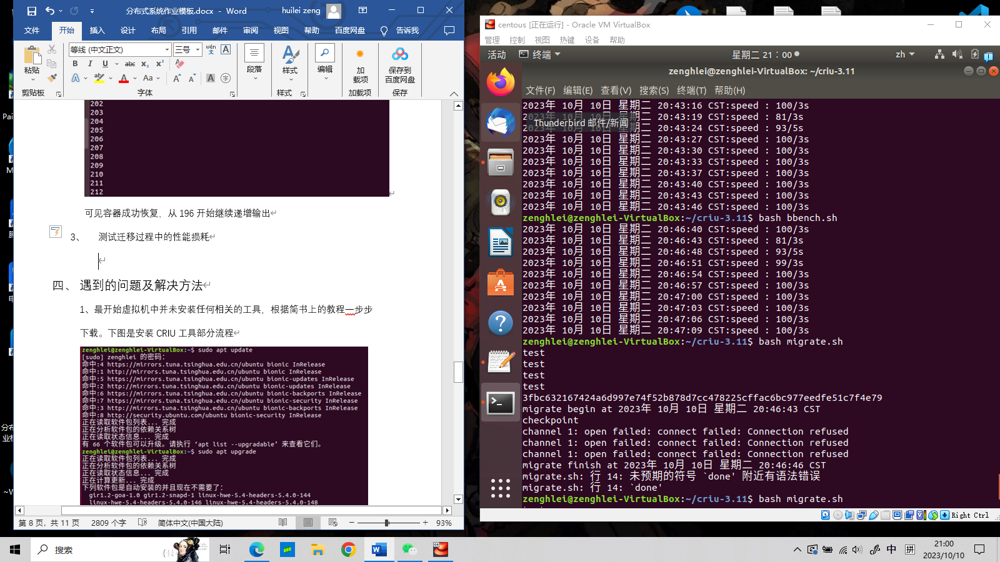 分布式系统作业模板.docx - Word
huilei zeng
文件 开始 插入 设计 布局 引用 邮件 审阅 视图 帮助 百度网盘 告诉我
等线 (中文正文) 三号
粘贴
剪贴板
字体
段落
样式
样式
编辑
加
载项
加载项
保存到
百度网盘
保存
202
203
204
205
206
207
208
209
210
211
212
可见容器成功恢复，从 196 开始继续递增输出
3、 测试迁移过程中的性能损耗
四、 遇到的问题及解决方法
1、最开始虚拟机中并未安装任何相关的工具，根据简书上的教程一步步
下载。下图是安装 CRIU 工具部分流程
zenghlei@zenghlei-VirtualBox:~$ sudo apt update
[sudo] zenghlei 的密码：
命中:4 https://mirrors.tuna.tsinghua.edu.cn/ubuntu bionic InRelease
命中:1 http://mirrors.tuna.tsinghua.edu.cn/ubuntu bionic InRelease
命中:5 https://mirrors.tuna.tsinghua.edu.cn/ubuntu bionic-updates InRelease
命中:2 http://mirrors.tuna.tsinghua.edu.cn/ubuntu bionic-updates InRelease
命中:6 https://mirrors.tuna.tsinghua.edu.cn/ubuntu bionic-backports InRelease
命中:7 https://mirrors.tuna.tsinghua.edu.cn/ubuntu bionic-security InRelease
命中:3 http://mirrors.tuna.tsinghua.edu.cn/ubuntu bionic-backports InRelease
命中:8 http://security.ubuntu.com/ubuntu bionic-security InRelease
正在读取软件包列表... 完成
正在分析软件包的依赖关系树
正在读取状态信息... 完成
有 66 个软件包可以升级。请执行 ‘apt list --upgradable’ 来查看它们。
zenghlei@zenghlei-VirtualBox:~$ sudo apt upgrade
正在读取软件包列表... 完成
正在分析软件包的依赖关系树
正在读取状态信息... 完成
正在计算更新... 完成
下列软件包是自动安装的并且现在不需要了：
gir1.2-goa-1.0 gir1.2-snapd-1 linux-hwe-5.4-headers-5.4.0-144
linux-hwe-5.4-headers-5.4.0-146 linux-hwe-5.4-headers-5.4.0-148
第 8 页，共 11 页 2809 个字 简体中文(中国大陆) 93%
centous [正在运行] - Oracle VM VirtualBox
管理 控制 视图 热键 设备 帮助
活动 终端 星期二 21：00 zh
zenghlei@zenghlei-VirtualBox: ~/criu-3.11
文件(F) 编辑(E) 查看(V) 搜索(S) 终端(T) 帮助(H)
Thunderbird 邮件/新闻
2023年 10月 10日 星期二 20:43:16 CST:speed : 100/3s
2023年 10月 10日 星期二 20:43:19 CST:speed : 81/3s
2023年 10月 10日 星期二 20:43:24 CST:speed : 93/5s
2023年 10月 10日 星期二 20:43:27 CST:speed : 100/3s
2023年 10月 10日 星期二 20:43:30 CST:speed : 100/3s
2023年 10月 10日 星期二 20:43:33 CST:speed : 100/3s
2023年 10月 10日 星期二 20:43:37 CST:speed : 100/3s
2023年 10月 10日 星期二 20:43:40 CST:speed : 100/3s
2023年 10月 10日 星期二 20:43:43 CST:speed : 100/3s
2023年 10月 10日 星期二 20:43:46 CST:speed : 100/3s
zenghlei@zenghlei-VirtualBox:~/criu-3.11$ bash bbench.sh
2023年 10月 10日 星期二 20:46:40 CST:speed : 100/3s
2023年 10月 10日 星期二 20:46:43 CST:speed : 81/3s
2023年 10月 10日 星期二 20:46:48 CST:speed : 93/5s
2023年 10月 10日 星期二 20:46:51 CST:speed : 99/3s
2023年 10月 10日 星期二 20:46:54 CST:speed : 100/3s
2023年 10月 10日 星期二 20:46:57 CST:speed : 100/3s
2023年 10月 10日 星期二 20:47:00 CST:speed : 100/3s
2023年 10月 10日 星期二 20:47:03 CST:speed : 100/3s
2023年 10月 10日 星期二 20:47:06 CST:speed : 100/3s
2023年 10月 10日 星期二 20:47:09 CST:speed : 100/3s
zenghlei@zenghlei-VirtualBox:~/criu-3.11$ bash migrate.sh
test
test
test
test
3fbc632167424a6d997e74f52b878d7cc478225cffac6bc977eedfe51c7f4e79
migrate begin at 2023年 10月 10日 星期二 20:46:43 CST
checkpoint
channel 1: open failed: connect failed: Connection refused
channel 1: open failed: connect failed: Connection refused
channel 1: open failed: connect failed: Connection refused
migrate finish at 2023年 10月 10日 星期二 20:46:46 CST
migrate.sh: 行 14: 未预期的符号 `done' 附近有语法错误
migrate.sh: 行 14: `done'
zenghlei@zenghlei-VirtualBox:~/criu-3.11$ bash migrate.sh
Right Ctrl
搜索
中 拼
21:00
2023/10/10